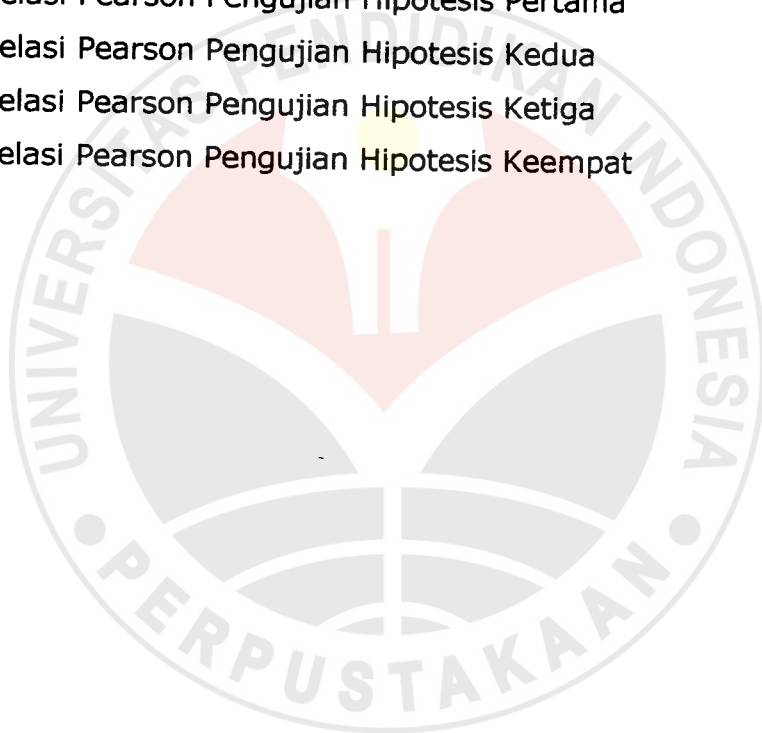 elasi Pearson Pengujian Hipotesis Pertama
elasi Pearson Pengujian Hipotesis Kedua
elasi Pearson Pengujian Hipotesis Ketiga
elasi Pearson Pengujian Hipotesis Keempat
UNIVERSITAS PENDIDIKAN INDONESIA
PERPUSTAKAAN